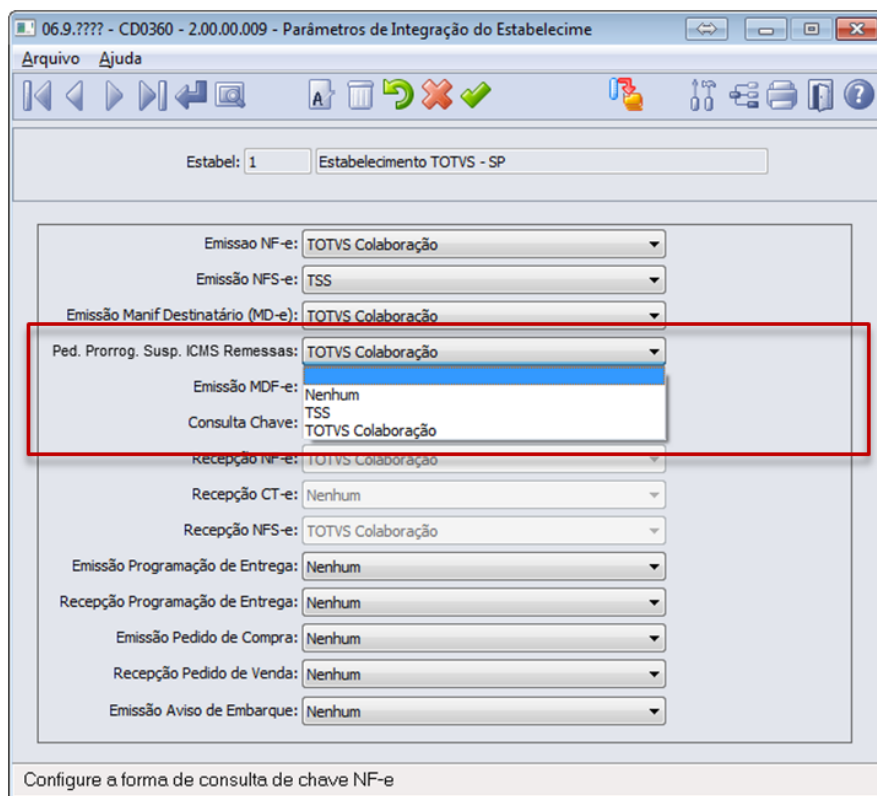 06.9.???? - CD0360 - 2.00.00.009 - Parâmetros de Integração do Estabelecime
Arquivo Ajuda
Estabel: 1 Estabelecimento TOTVS - SP
Emissao NF-e: TOTVS Colaboração
Emissão NFS-e: TSS
Emissão Manif Destinatário (MD-e): TOTVS Colaboração
Ped. Prorrog. Susp. ICMS Remessas: TOTVS Colaboração
Emissão MDF-e:
Nenhum
TSS
Consulta Chave:
TOTVS Colaboração
Recepção NF-e: TOTVS Colaboração
Recepção CT-e: Nenhum
Recepção NFS-e: TOTVS Colaboração
Emissão Programação de Entrega: Nenhum
Recepção Programação de Entrega: Nenhum
Emissão Pedido de Compra: Nenhum
Recepção Pedido de Venda: Nenhum
Emissão Aviso de Embarque: Nenhum
Configure a forma de consulta de chave NF-e